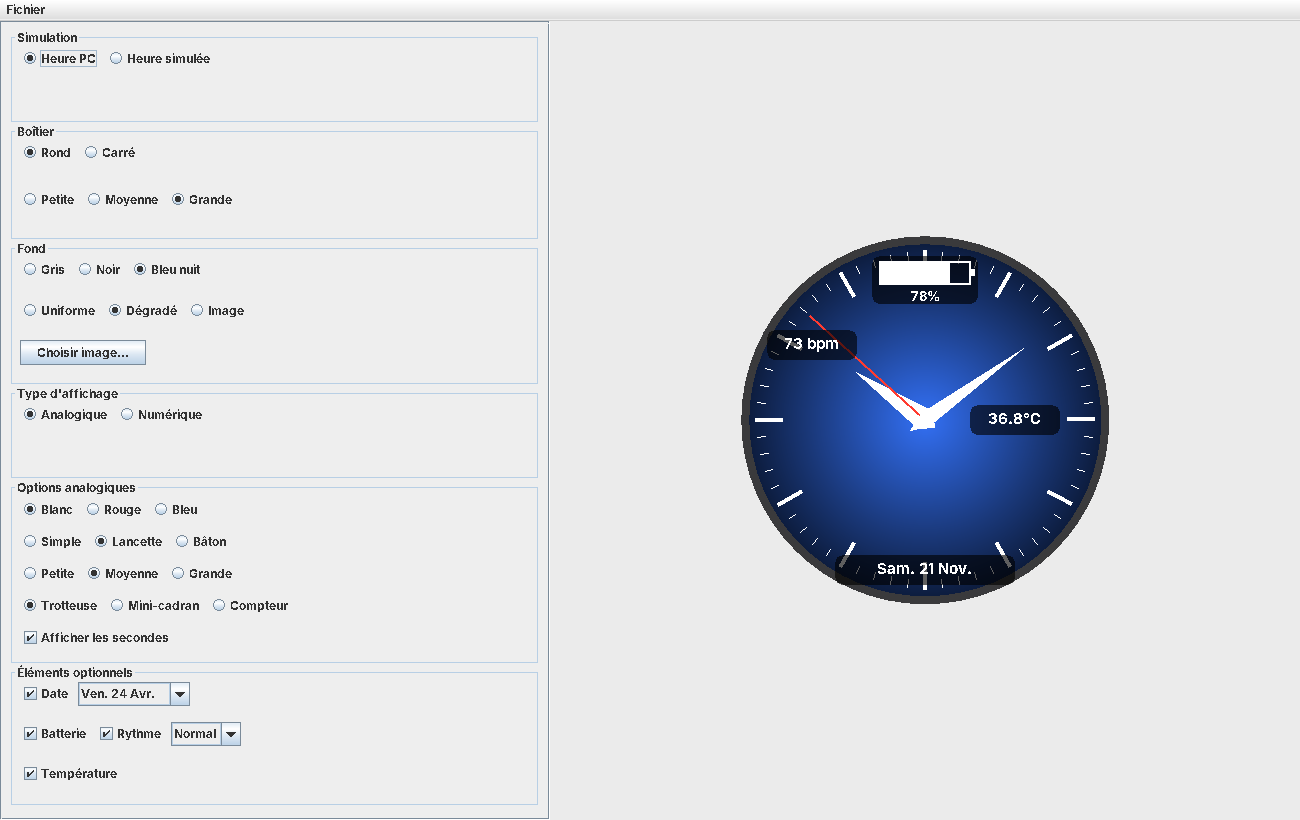 Fichier
Simulation
Heure PC Heure simulée
Boîtier
Rond Carré
Petite Moyenne Grande
Fond
Gris Noir Bleu nuit
Uniforme Dégradé Image
Choisir image...
Type d'affichage
Analogique Numérique
Options analogiques
Blanc Rouge Bleu
Simple Lancette Bâton
Petite Moyenne Grande
Trotteuse Mini-cadran Compteur
Afficher les secondes
Éléments optionnels
Date Ven. 24 Avr.
Batterie Rythme Normal
Température
78%
73 bpm
36.8°C
Sam. 21 Nov.